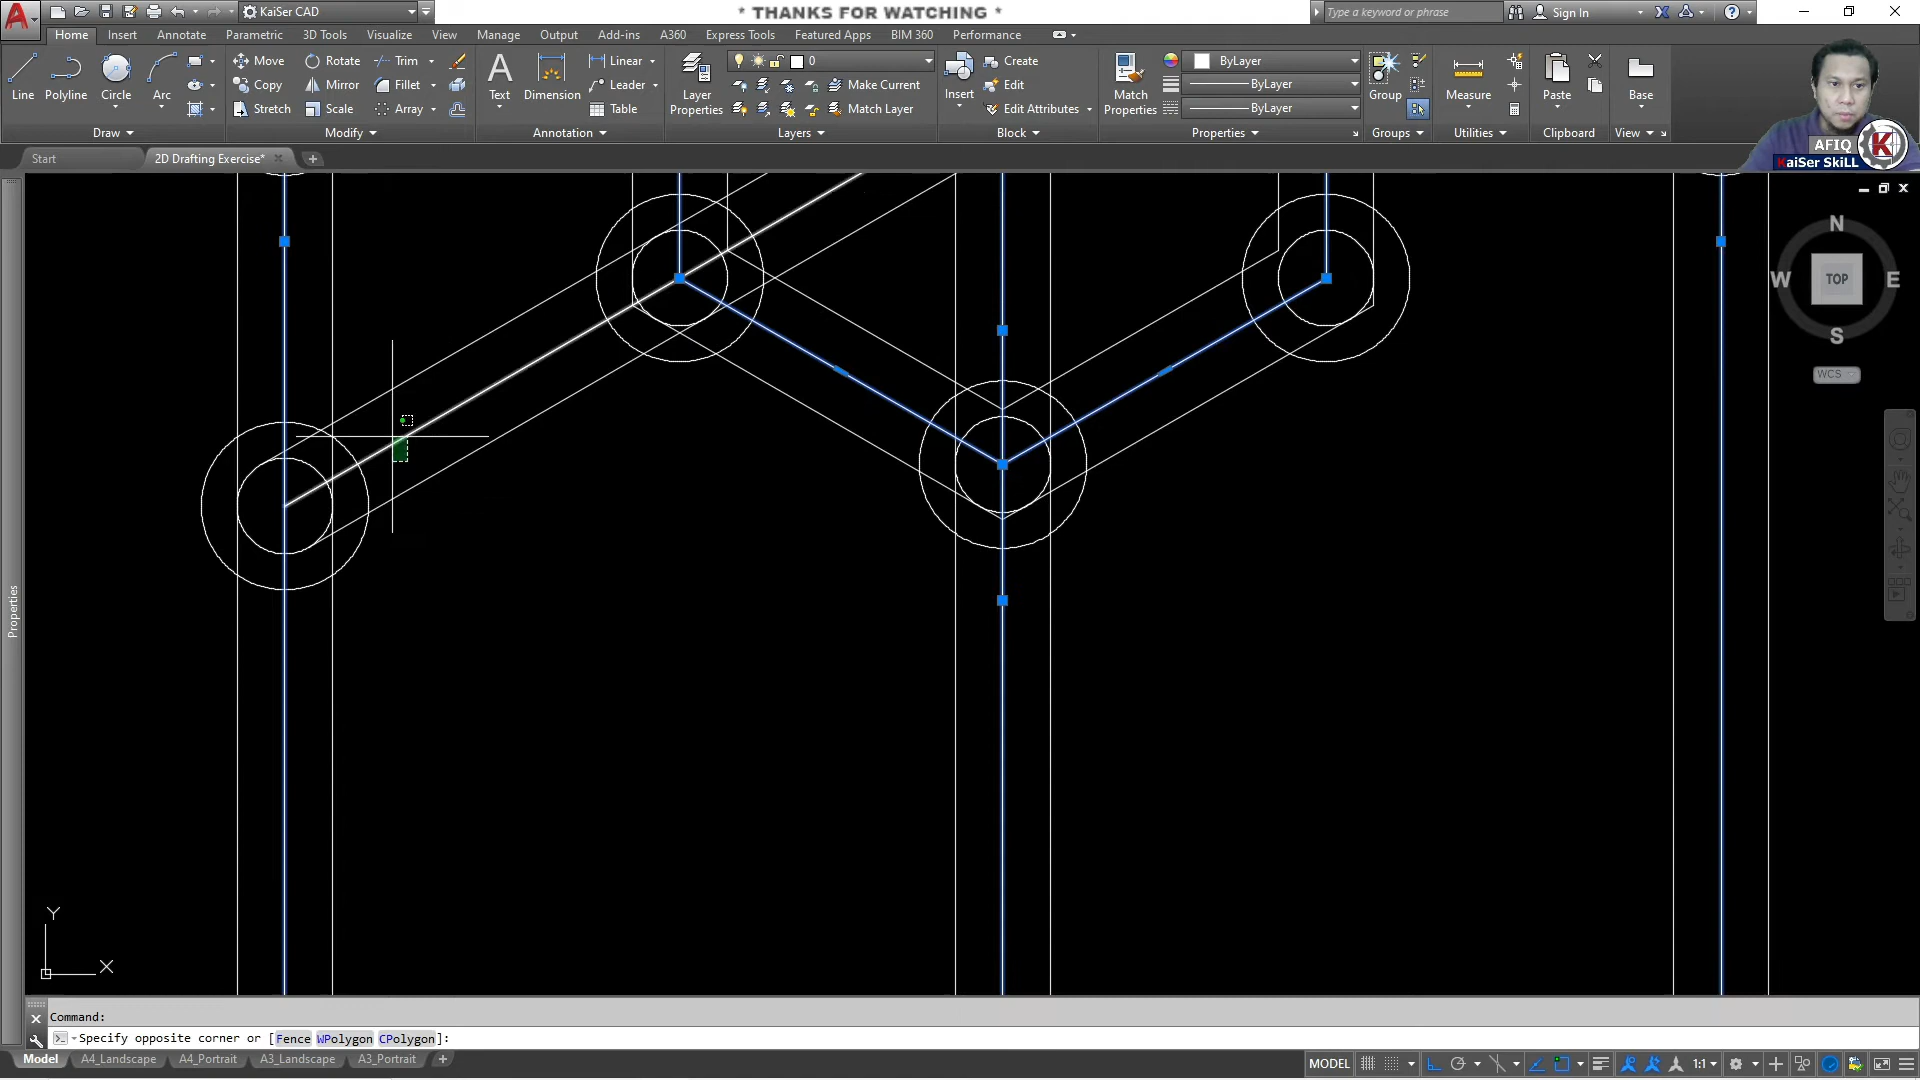 KaiSer CAD
* THANKS FOR WATCHING *
Type a keyword or phrase
Sign In
Home Insert Annotate Parametric 3D Tools Visualize View Manage Output Add-ins A360 Express Tools Featured Apps BIM 360 Performance
Line Polyline Circle Arc
Move Rotate Trim
Copy Mirror Fillet
Stretch Scale Array
Text Dimension
Linear
Leader
Table
Layer Properties
0
Make Current
Match Layer
Insert
Create
Edit
Edit Attributes
Match Properties
ByLayer
ByLayer
ByLayer
Group
Measure
Paste
Base
Draw Modify Annotation Layers Block Properties Groups Utilities Clipboard View
AFIQ
KaiSer SKiLL
K
Start
2D Drafting Exercise*
N
W TOP E
S
WCS
Properties
Y
X
Command:
Specify opposite corner or [Fence WPolygon CPolygon]:
Model A4_Landscape A4_Portrait A3_Landscape A3_Portrait
MODEL
1:1